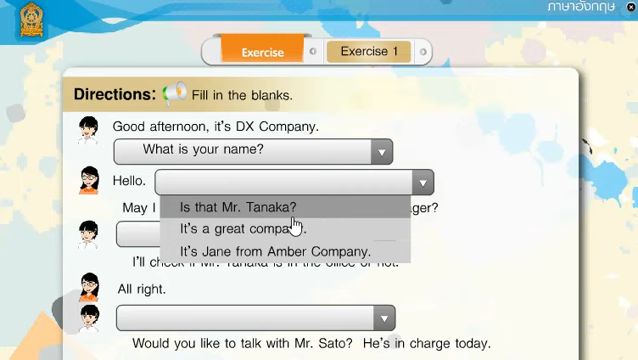 ภาษาอังกฤษ
Exercise
Exercise 1
Directions: Fill in the blanks.
Good afternoon, it's DX Company.
What is your name?
Hello.
Is that Mr. Tanaka?
May I ager?
It's a great compa
It's Jane from Amber Company.
I'll check if Mr. Tanaka is in the office or not.
All right.
Would you like to talk with Mr. Sato? He's in charge today.